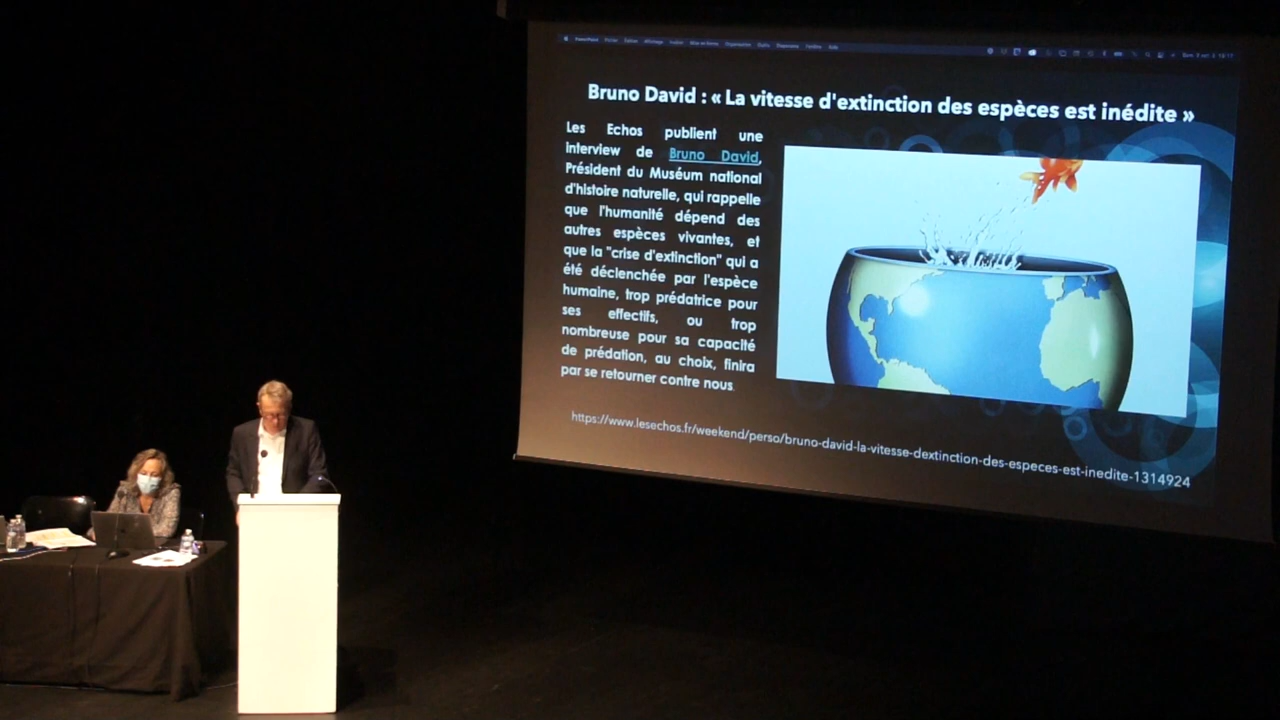 Bruno David : « La vitesse d'extinction des espèces est inédite »
Les Echos publient une
interview de Bruno David,
Président du Muséum national
d'histoire naturelle, qui rappelle
que l'humanité dépend des
autres espèces vivantes, et
que la "crise d'extinction" qui a
été déclenchée par l'espèce
humaine, trop prédatrice pour
ses effectifs, ou trop
nombreuse pour sa capacité
de prédation, au choix, finira
par se retourner contre nous.
https://www.lesechos.fr/weekend/perso/bruno-david-la-vitesse-dextinction-des-especes-est-inedite-1314924